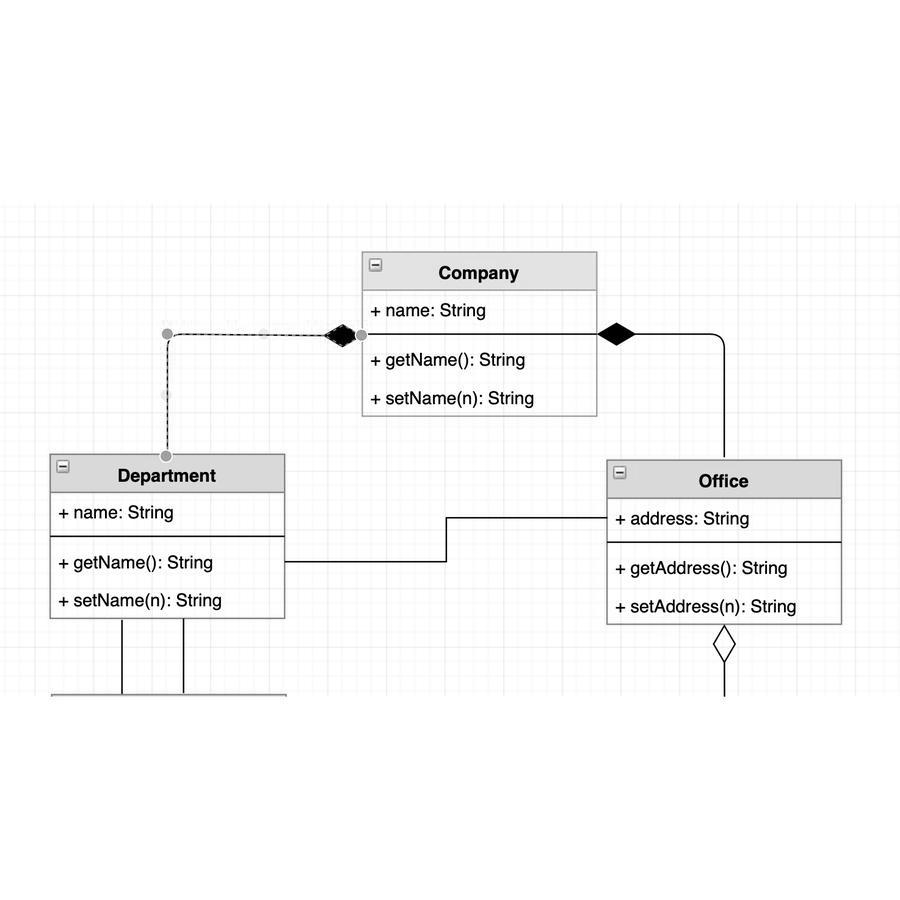 Company
+ name: String
+ getName(): String
+ setName(n): String
Department
+ name: String
+ getName(): String
+ setName(n): String
Office
+ address: String
+ getAddress(): String
+ setAddress(n): String